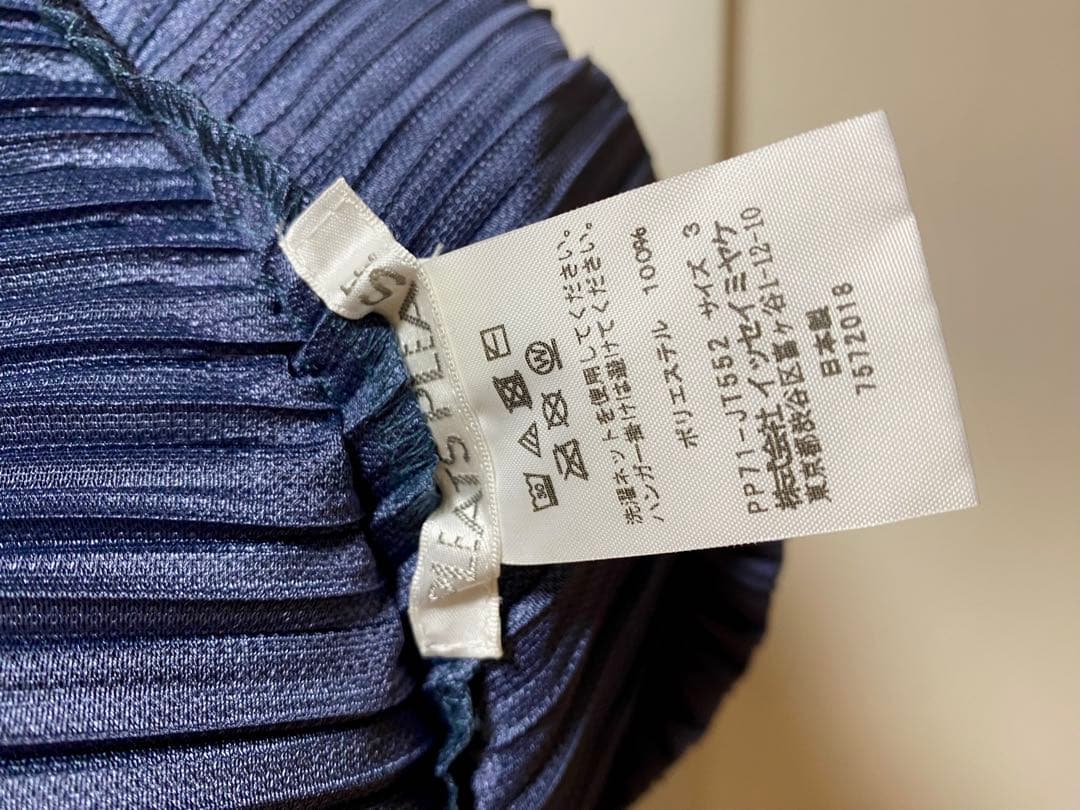 PLEATS PLEA
S
30
W
洗濯ネットを使用してください。
ハンガー掛けは避けてください。
ポリエステル 100%
PP71-JT552 サイズ 3
株式会社 イッセイミヤケ
東京都渋谷区富ヶ谷1-12-10
日本製
7572018